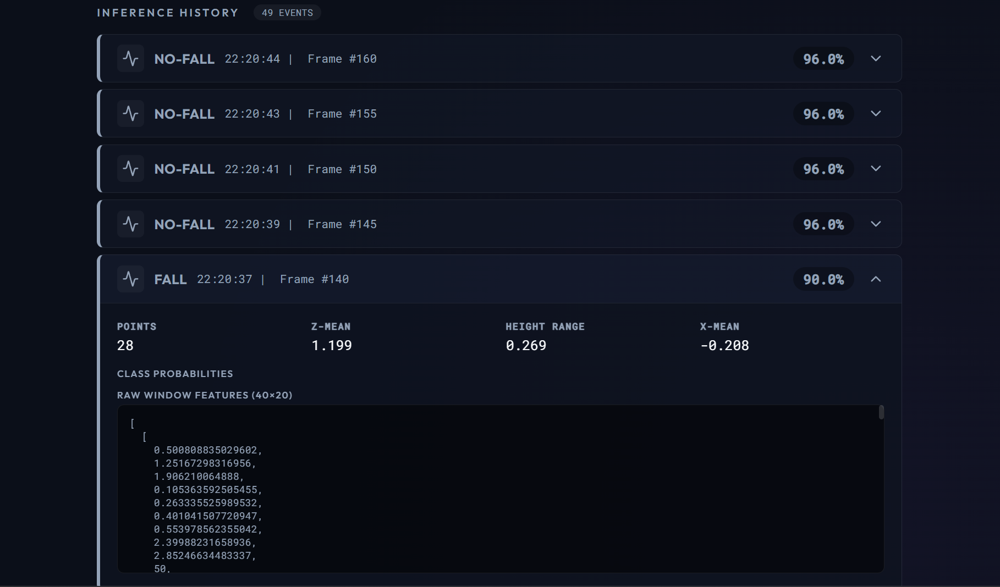 INFERENCE HISTORY 49 EVENTS
NO-FALL 22:20:44 | Frame #160 96.0%
NO-FALL 22:20:43 | Frame #155 96.0%
NO-FALL 22:20:41 | Frame #150 96.0%
NO-FALL 22:20:39 | Frame #145 96.0%
FALL 22:20:37 | Frame #140 90.0%
POINTS Z-MEAN HEIGHT RANGE X-MEAN
28 1.199 0.269 -0.208
CLASS PROBABILITIES
RAW WINDOW FEATURES (40×20)
[
[
0.500808835029602,
1.25167298316956,
1.906210064888,
0.105363592505455,
0.263335525989532,
0.401041507720947,
0.553978562355042,
2.39988231658936,
2.85246634483337,
50,